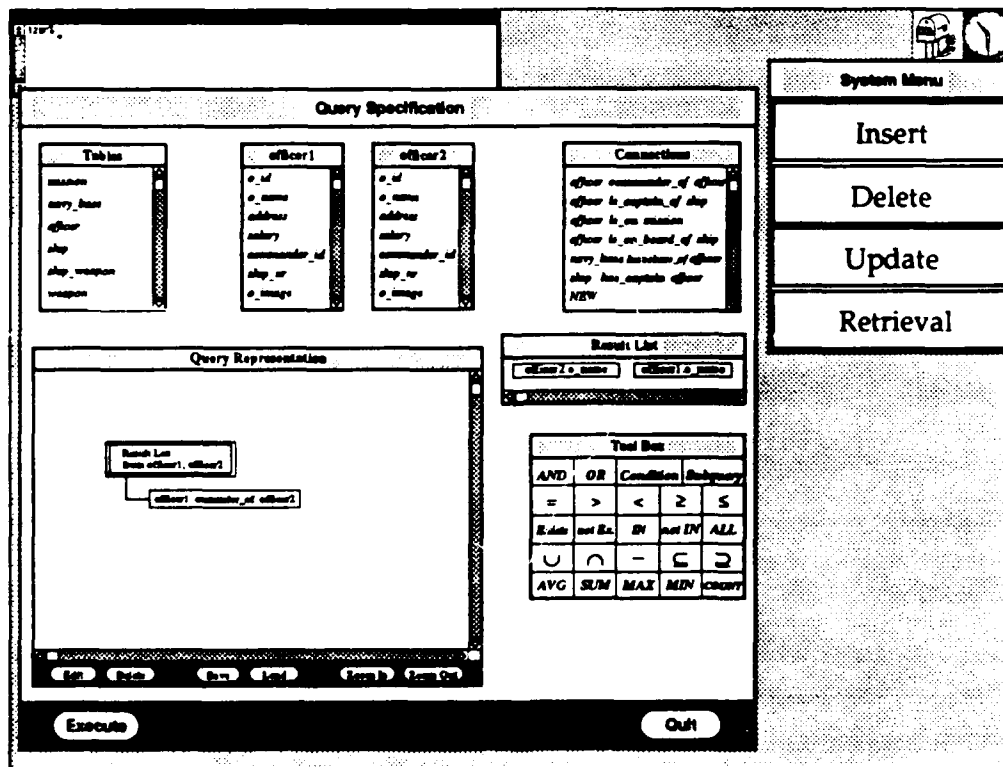 System Menu
Insert
Delete
Update
Retrieval
Query Specification
Tables
mission
navy_base
officer
ship
ship_weapon
weapon
officer1
o_id
o_name
address
salary
commander_id
ship_nr
o_image
officer2
o_id
o_name
address
salary
commander_id
ship_nr
o_image
Connections
officer commander_of officer
officer is_captain_of ship
officer is_on mission
officer is_on_board_of ship
navy_base of officer
ship has_captain officer
NEW
Query Representation
Result List
from officer1, officer2
officer1 commander_of officer2
Result List
officer2.o_name officer1.o_name
Tool Box
AND OR Condition Subquery
= > < ≥ ≤
not Ex. IN not IN ALL
∪ ∩ − ⊆ ⊇
AVG SUM MAX MIN COUNT
Edit Delete Save Load Zoom In Zoom Out
Execute Quit